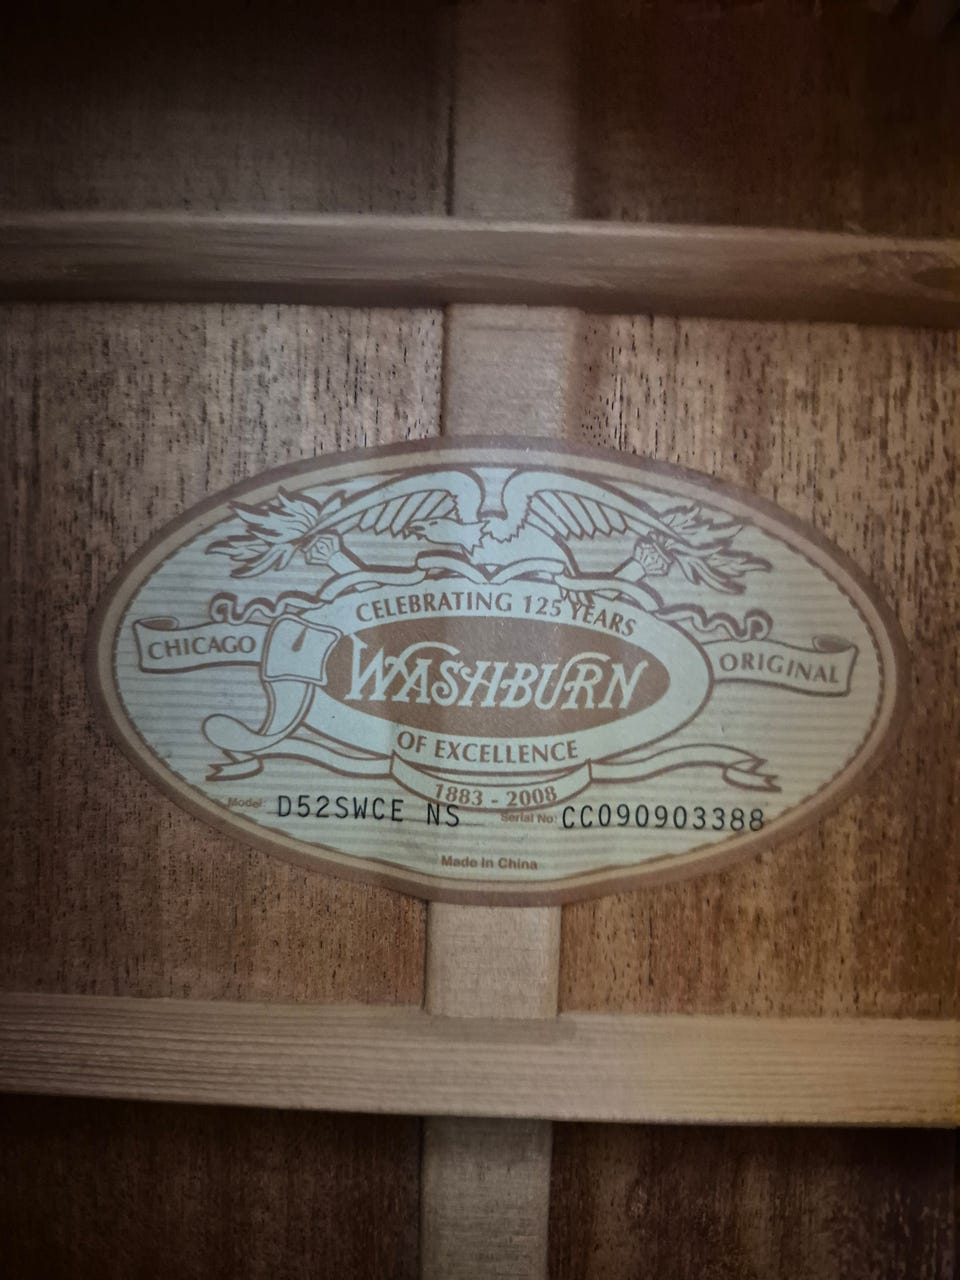 CELEBRATING 125 YEARS
CHICAGO
WASHBURN
ORIGINAL
OF EXCELLENCE
1883 - 2008
Model: D52SWCE NS Serial No: CC090903388
Made In China